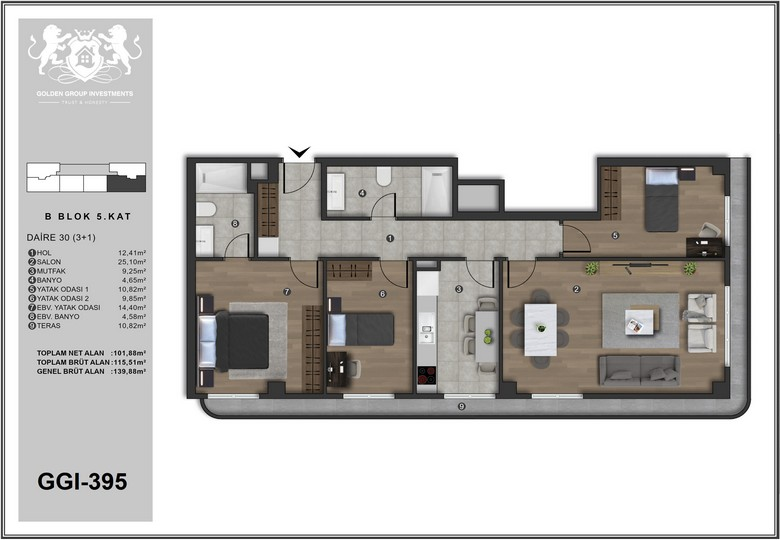 GOLDEN GROUP INVESTMENTS
TRUST & HONESTY
B BLOK 5.KAT
DAİRE 30 (3+1)
1 HOL 12,41m²
2 SALON 25,10m²
3 MUTFAK 9,25m²
4 BANYO 4,65m²
5 YATAK ODASI 1 10,82m²
6 YATAK ODASI 2 9,85m²
7 EBV. YATAK ODASI 14,40m²
8 EBV. BANYO 4,58m²
9 TERAS 10,82m²
TOPLAM NET ALAN :101,88m²
TOPLAM BRÜT ALAN :115,51m²
GENEL BRÜT ALAN :139,88m²
GGI-395
4
8
1
5
7
6
3
2
9